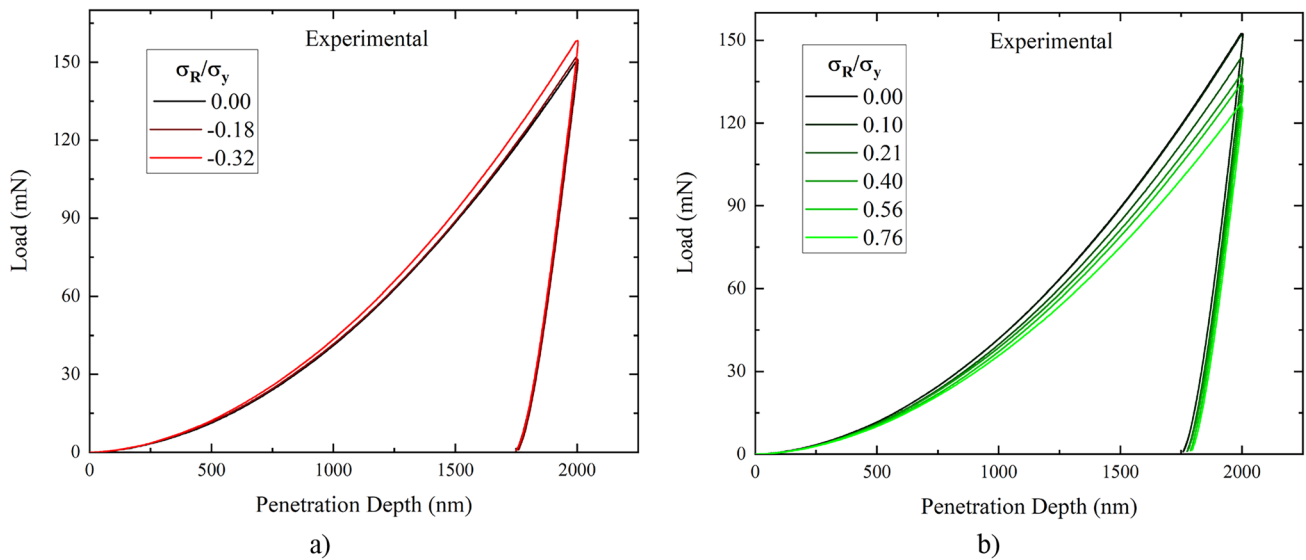 Experimental
σR/σy
0.00
-0.18
-0.32
150
120
90
60
30
0
Load (mN)
0 500 1000 1500 2000
Penetration Depth (nm)
a)
Experimental
σR/σy
0.00
0.10
0.21
0.40
0.56
0.76
150
120
90
60
30
0
Load (mN)
0 500 1000 1500 2000
Penetration Depth (nm)
b)